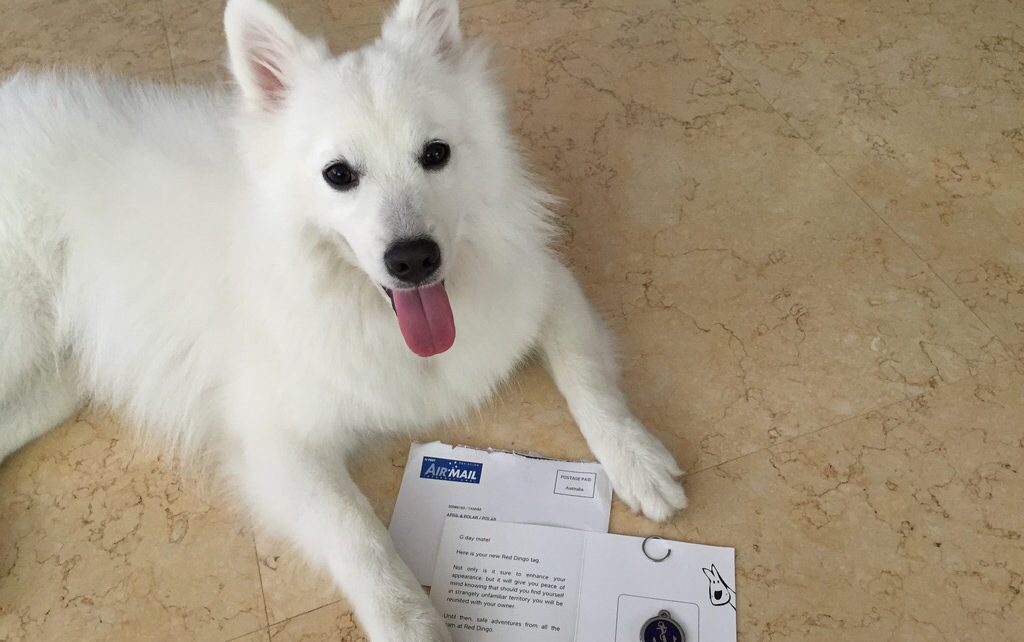 AIR MAIL
POSTAGE PAID
Australia
APRIL & POLAR / POLAR
G day mate!
Here is your new Red Dingo tag.
Not only is it sure to enhance your
appearance, but it will give you peace of
mind knowing that should you find yourself
in strangely unfamiliar territory you will be
reunited with your owner.
Until then, safe adventures from all the
team at Red Dingo.